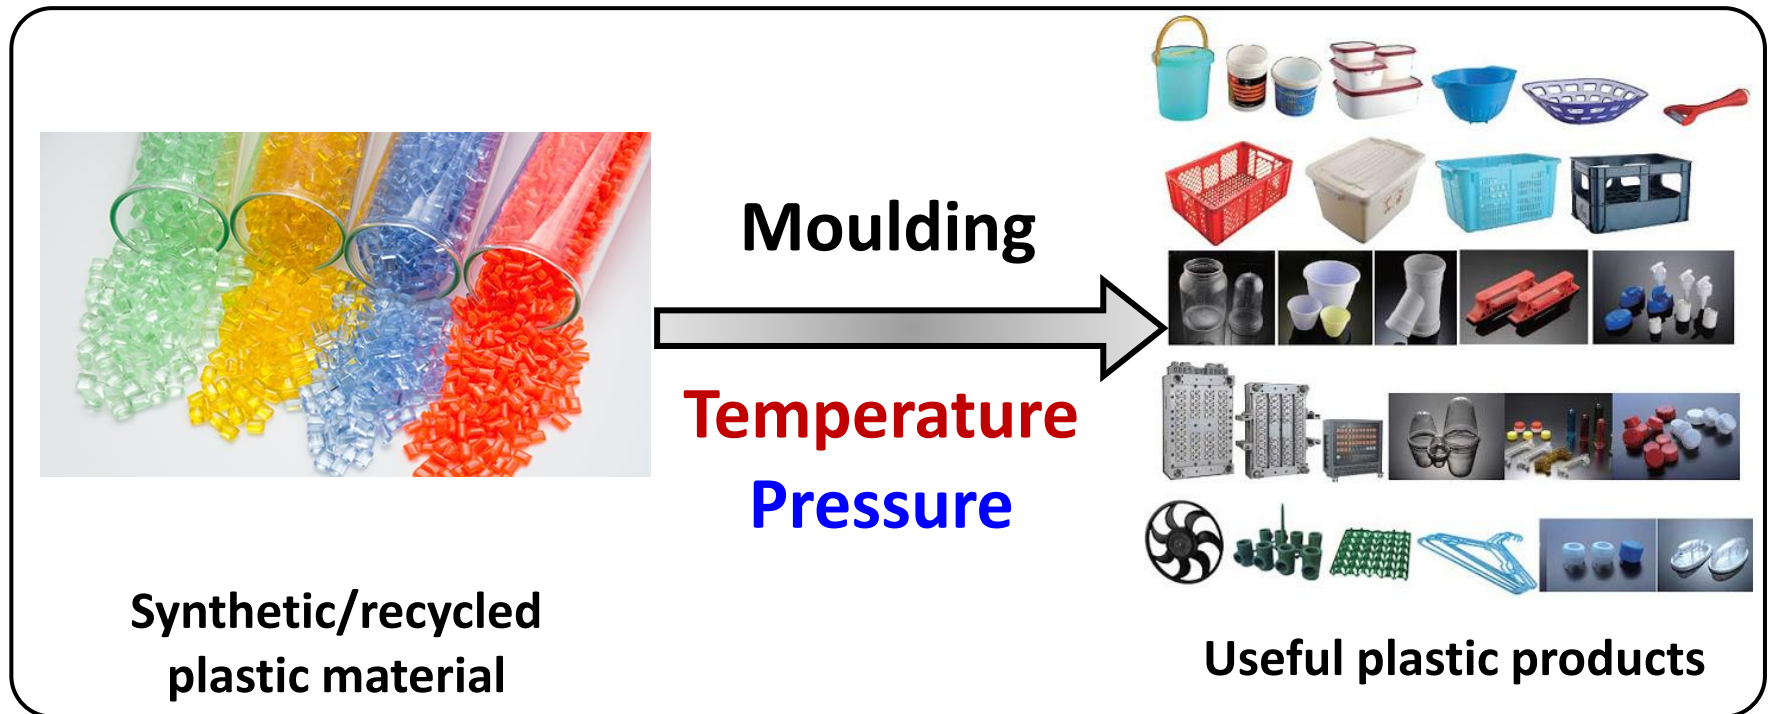 Moulding
Temperature
Pressure
Synthetic/recycled
plastic material
Useful plastic products